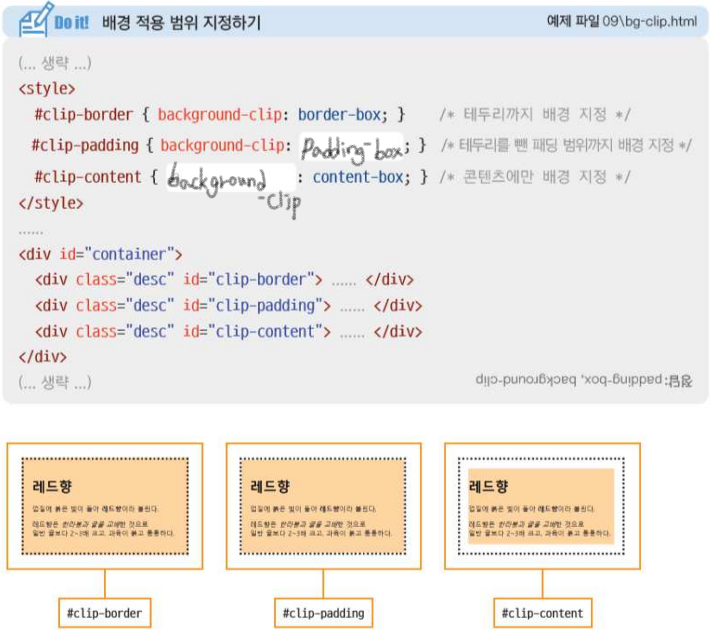 Do it! 배경 적용 범위 지정하기 예제 파일 09\bg-clip.html
(... 생략 ...)
<style>
#clip-border { background-clip: border-box; } /* 테두리까지 배경 지정 */
#clip-padding { background-clip: padding-box; } /* 테두리를 뺀 패딩 범위까지 배경 지정 */
#clip-content { background-clip : content-box; } /* 콘텐츠에만 배경 지정 */
</style>
......
<div id="container">
<div class="desc" id="clip-border"> ...... </div>
<div class="desc" id="clip-padding"> ...... </div>
<div class="desc" id="clip-content"> ...... </div>
</div>
(... 생략 ...) 정답: padding-box, background-clip
레드향
껍질에 붉은 빛이 돌아 레드향이라 불린다.
레드향은 한라봉과 귤을 교배한 것으로
일반 귤보다 2~3배 크고, 과육이 붉고 통통하다.
#clip-border
레드향
껍질에 붉은 빛이 돌아 레드향이라 불린다.
레드향은 한라봉과 귤을 교배한 것으로
일반 귤보다 2~3배 크고, 과육이 붉고 통통하다.
#clip-padding
레드향
껍질에 붉은 빛이 돌아 레드향이라 불린다.
레드향은 한라봉과 귤을 교배한 것으로
일반 귤보다 2~3배 크고, 과육이 붉고 통통하다.
#clip-content